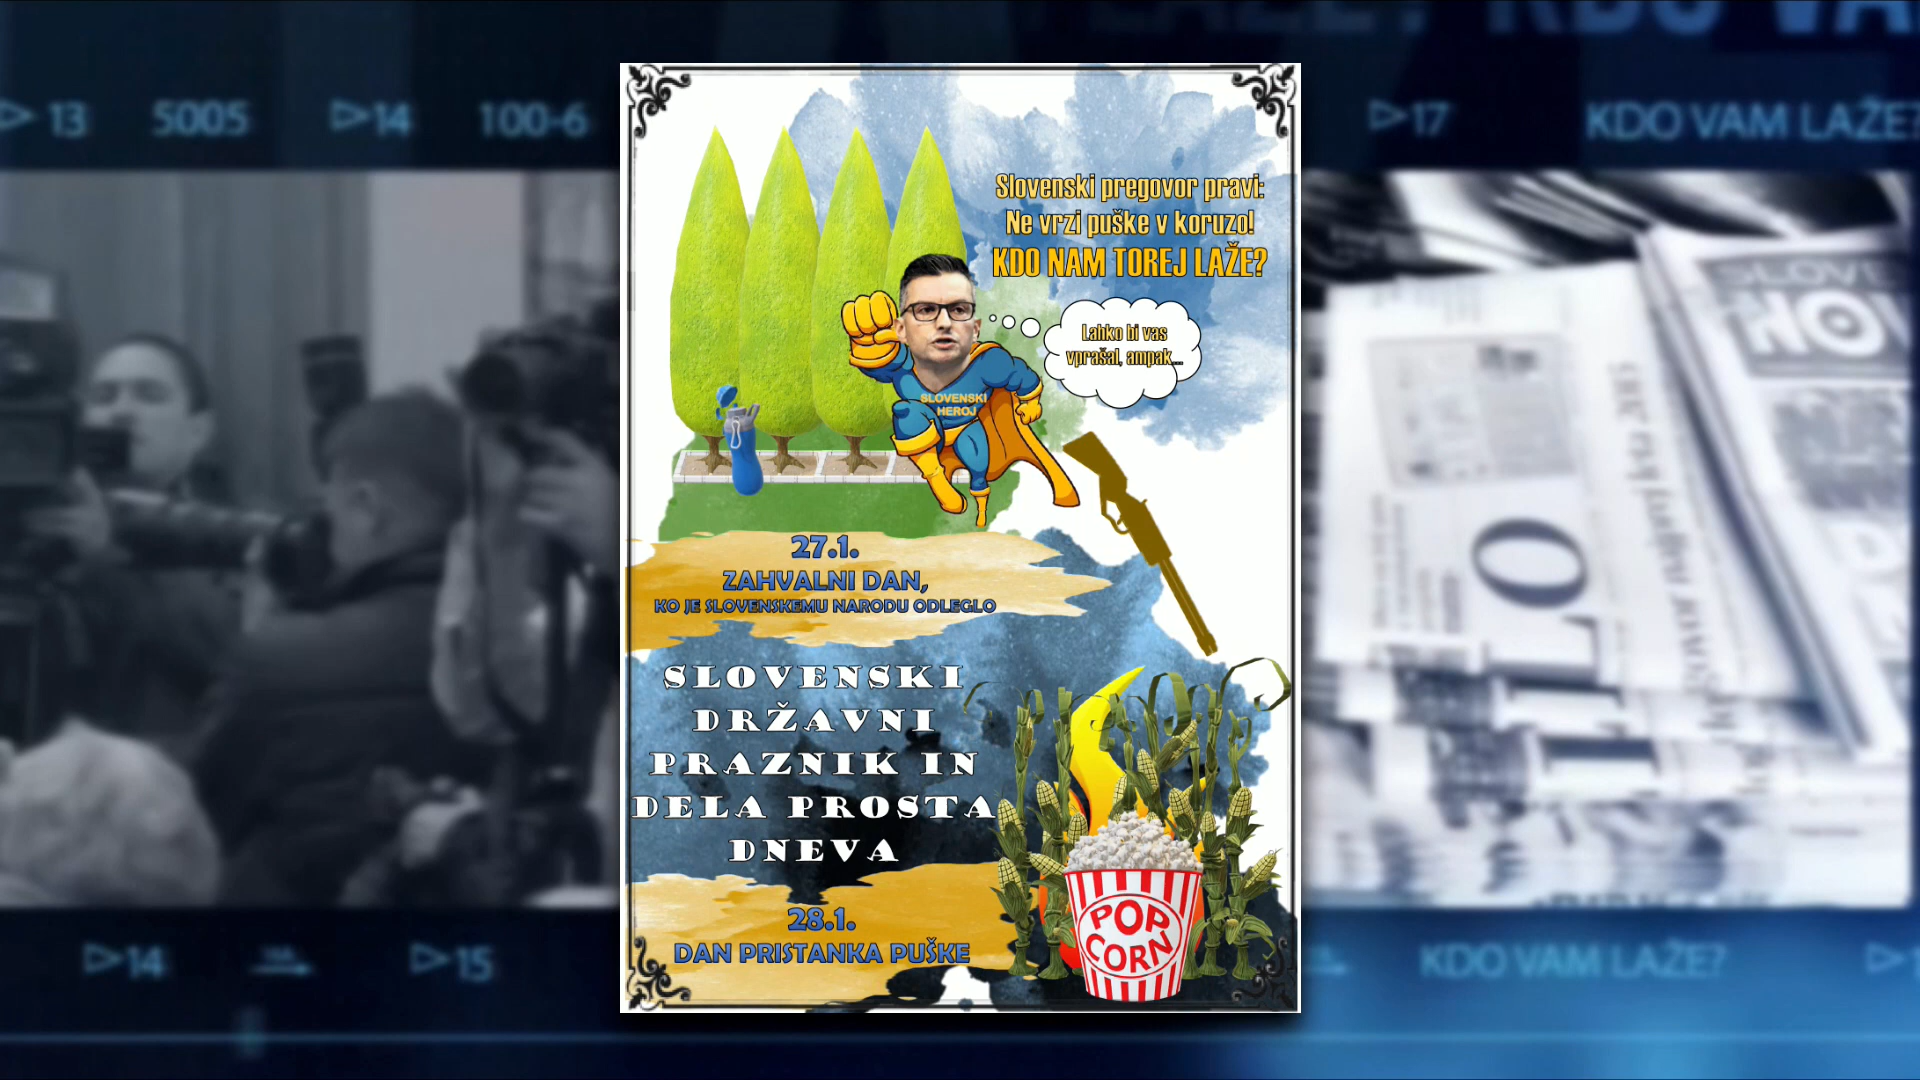 13 5005 14 100-6
17 KDO VAM LAŽE?
Slovenski pregovor pravi:
Ne vrzi puške v koruzo!
KDO NAM TOREJ LAŽE?
Lahko bi vas
vprašal, ampak...
SLOVENSKI
HEROJ
27.1.
ZAHVALNI DAN,
KO JE SLOVENSKEMU NARODU ODLEGLO
SLOVENSKI
DRŽAVNI
PRAZNIK IN
DELA PROSTA
DNEVA
28.1.
DAN PRISTANKA PUŠKE
POP
CORN
14 15
KDO VAM LAŽE?